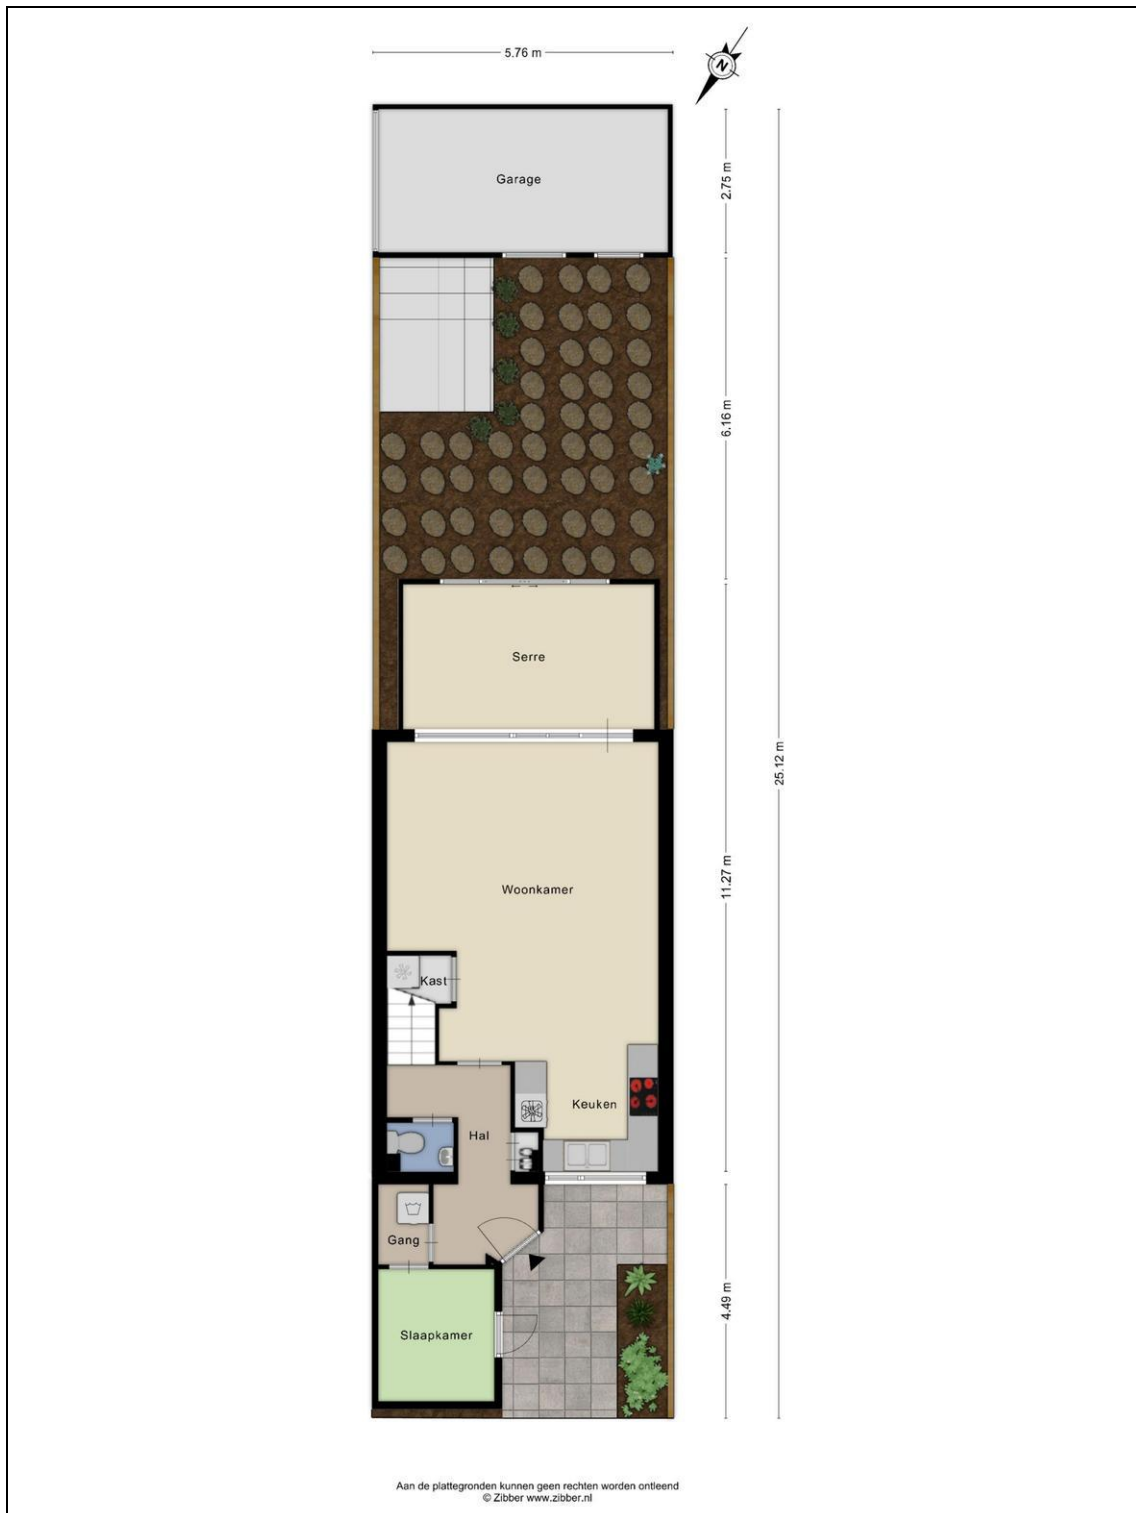 5.76 m
N
Garage
2.75 m
6.16 m
Serre
25.12 m
Woonkamer
11.27 m
Kast
Keuken
Hal
Gang
4.49 m
Slaapkamer
Aan de plattegronden kunnen geen rechten worden ontleend
© Zibber www.zibber.nl